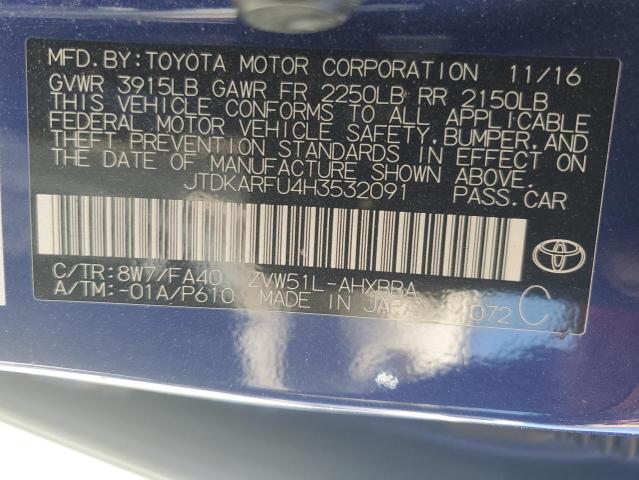 MFD.BY:TOYOTA MOTOR CORPORATION 11/16
GVWR 3915LB GAWR FR 2250LB RR 2150LB
THIS VEHICLE CONFORMS TO ALL APPLICABLE
FEDERAL MOTOR VEHICLE SAFETY, BUMPER, AND
THEFT PREVENTION STANDARDS IN EFFECT ON
THE DATE OF MANUFACTURE SHOWN ABOVE.
JTDKARFU4H3532091 PASS.CAR
C/TR:8W7/FA40 ZVW51L-AHXBBA
A/TM:-01A/P610 MADE IN JAPAN 072 C
TOYOTA